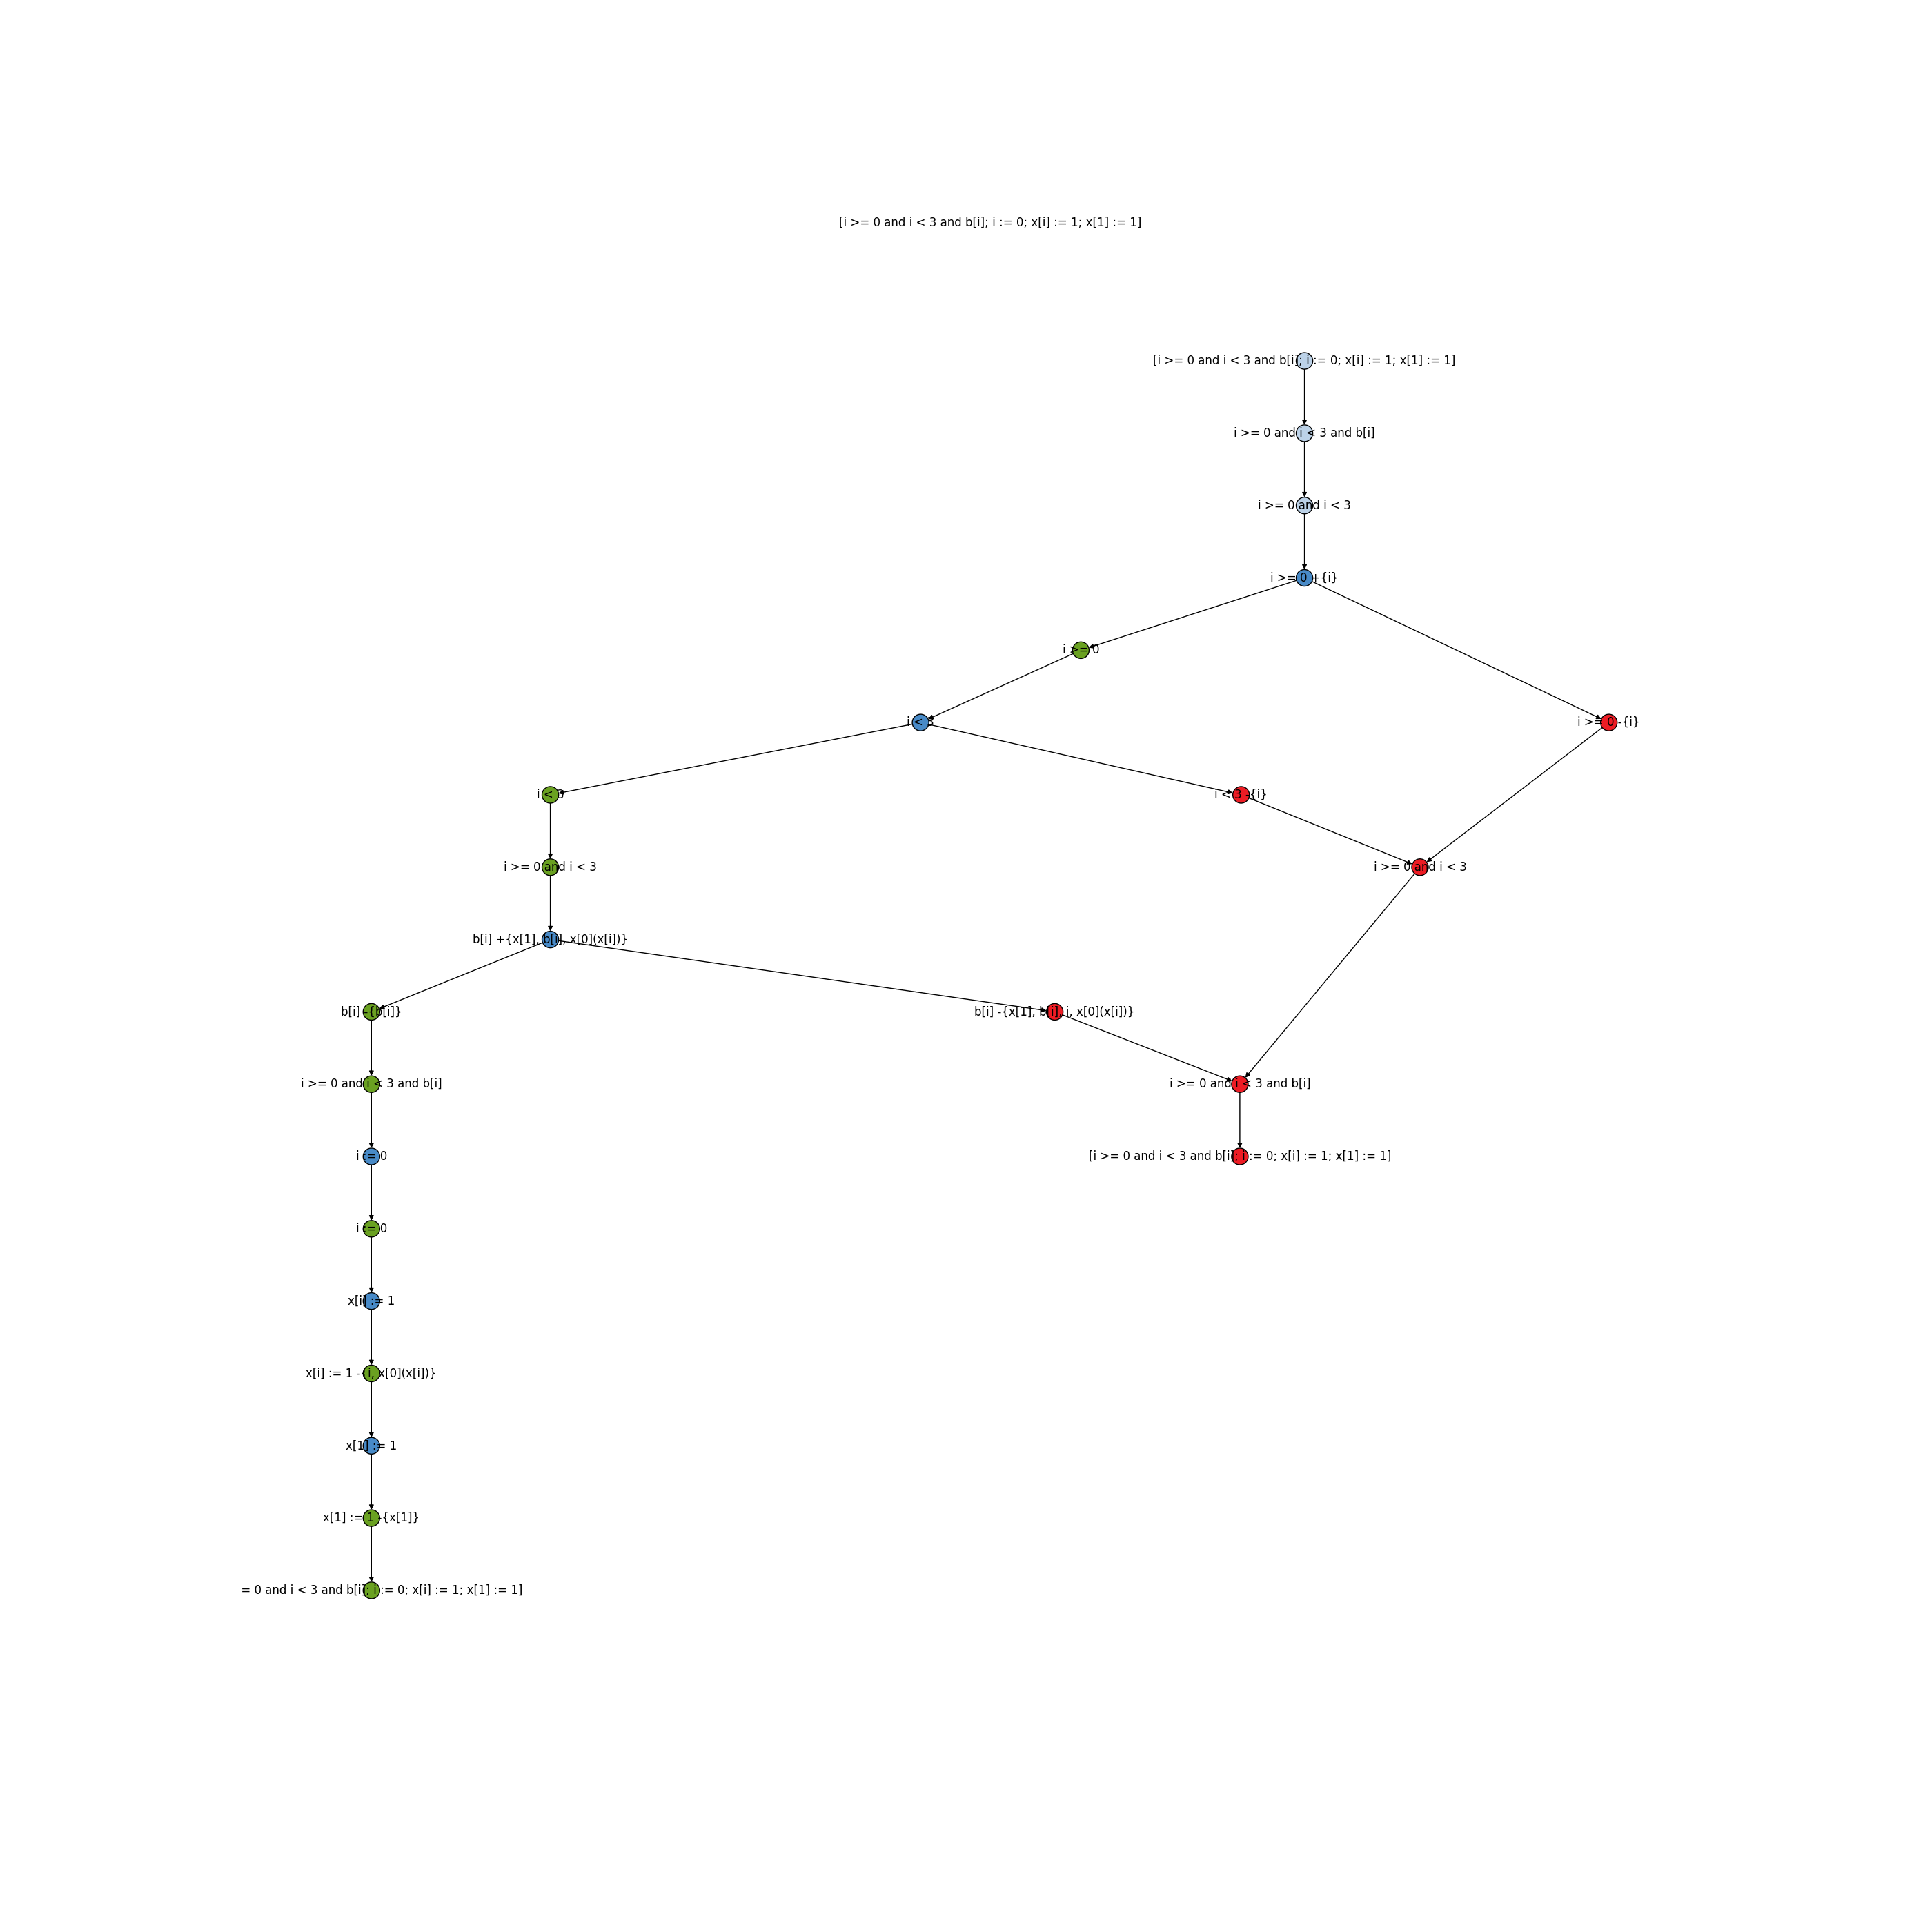 [i >= 0 and i < 3 and b[i]; i := 0; x[i] := 1; x[1] := 1]
[i >= 0 and i < 3 and b[i]; i := 0; x[i] := 1; x[1] := 1]
i >= 0 and i < 3 and b[i]
i >= 0 and i < 3
i >= 0 +{i}
i >= 0
i < 3
i >= 0 -{i}
i < 3
i < 3 -{i}
i >= 0 and i < 3
i >= 0 and i < 3
b[i] +{x[1], b[i], x[0](x[i])}
b[i] -{b[i]}
b[i] -{x[1], b[i], i, x[0](x[i])}
i >= 0 and i < 3 and b[i]
i >= 0 and i < 3 and b[i]
i := 0
[i >= 0 and i < 3 and b[i]; i := 0; x[i] := 1; x[1] := 1]
i := 0
x[i] := 1
x[i] := 1 -{i, x[0](x[i])}
x[1] := 1
x[1] := 1 -{x[1]}
= 0 and i < 3 and b[i]; i := 0; x[i] := 1; x[1] := 1]